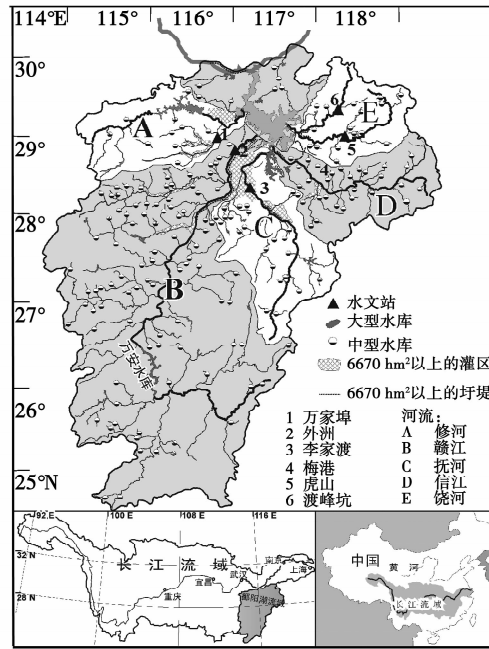 114°E 115° 116° 117° 118°
30°
29°
28°
27°
26°
25°N
A
B
C
D
E
1
3
4
5
6
万安水库
水文站
大型水库
中型水库
6670 hm²以上的灌区
6670 hm²以上的圩堤
1 万家埠
2 外洲
3 李家渡
4 梅港
5 虎山
6 渡峰坑
河流：
A 修河
B 赣江
C 抚河
D 信江
E 饶河
92 E 100 E 108 E 116 E
32 N
28 N
长江流域
南京
上海
武汉
宜昌
重庆
鄱阳湖流域
中国
黄河
长江流域